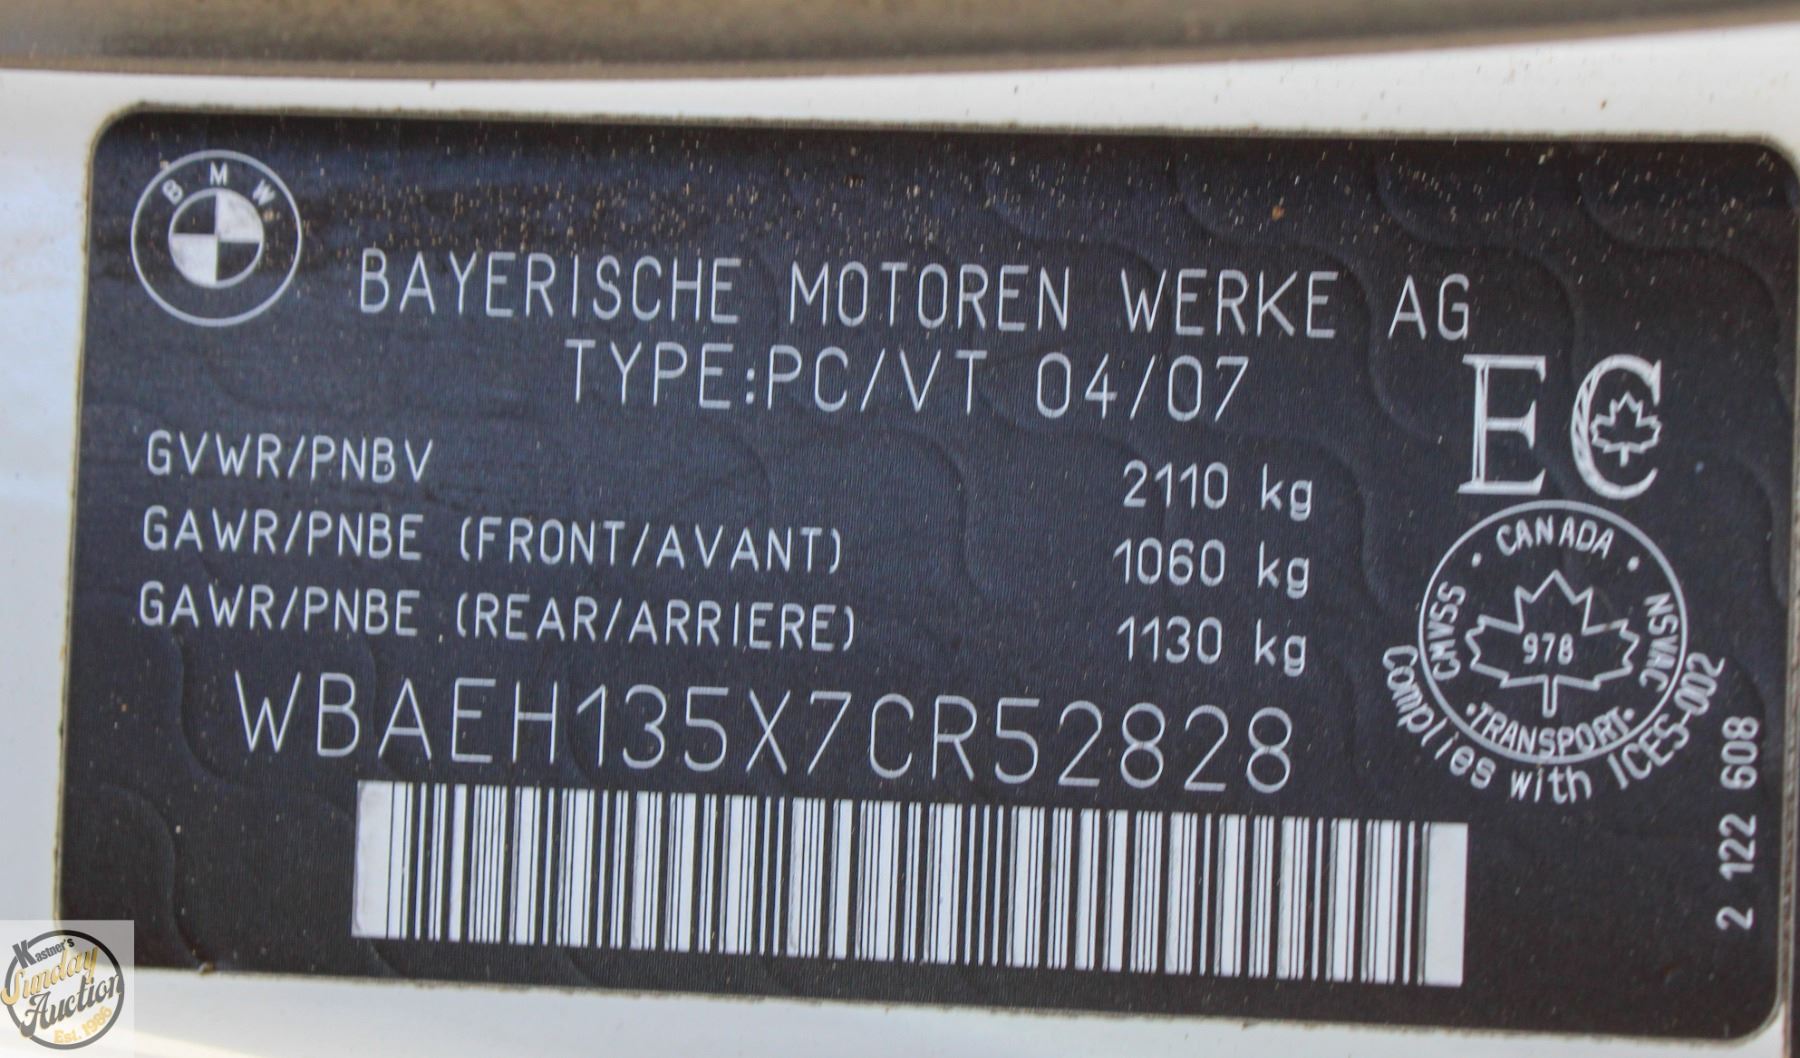 BMW
BAYERISCHE MOTOREN WERKE AG
TYPE:PC/VT 04/07
EC
GVWR/PNBV 2110 kg
GAWR/PNBE (FRONT/AVANT) 1060 kg
GAWR/PNBE (REAR/ARRIERE) 1130 kg
WBAEH135X7CR52828
CANADA
CMVSS
NSVAC
978
TRANSPORT
Complies with ICES-002
2 122 608
Kastner's
Sunday
Auction
Est. 1986